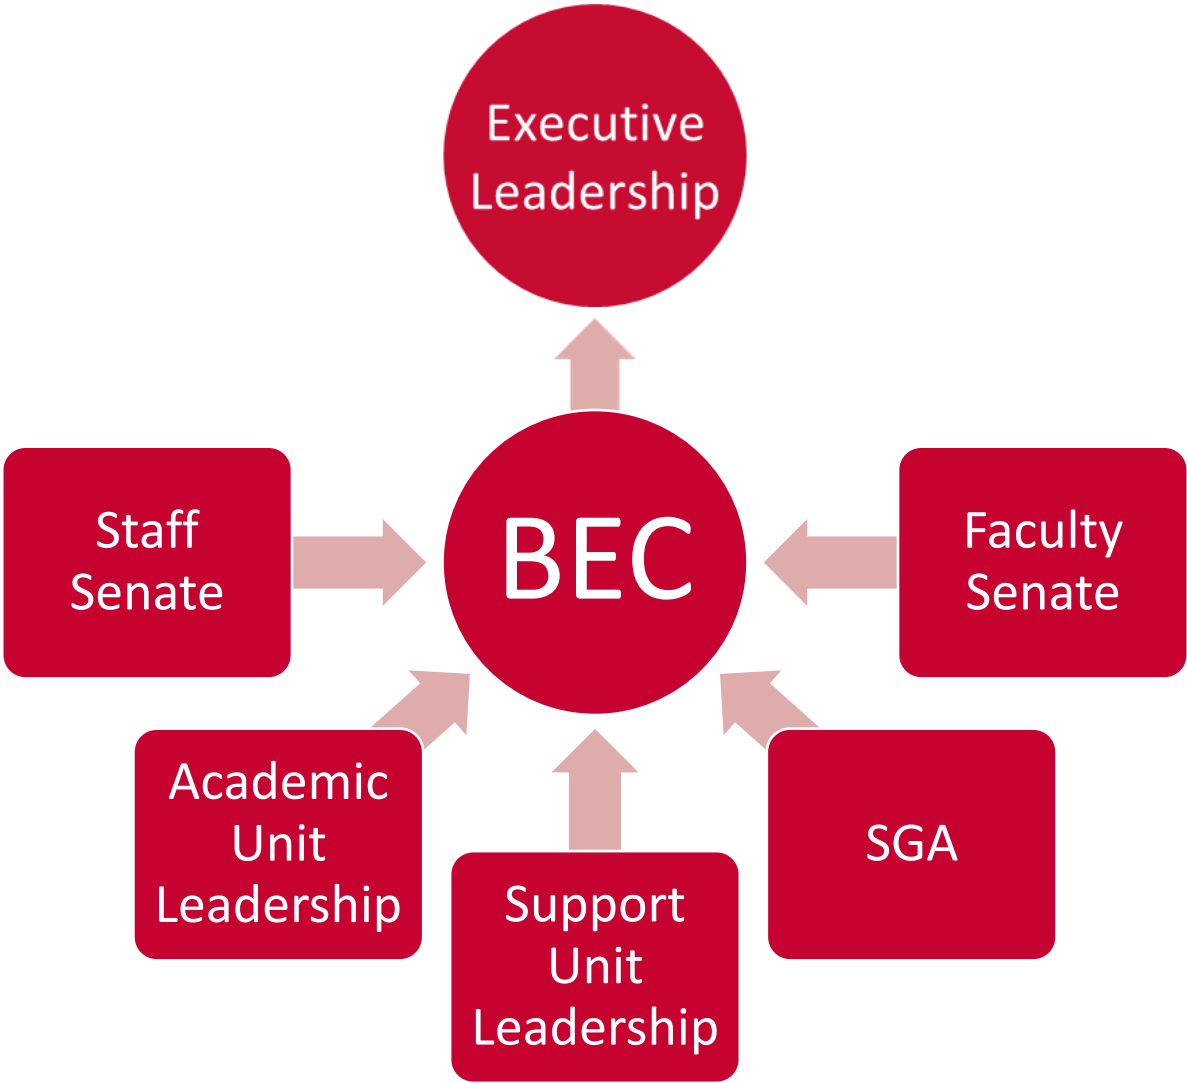 Executive
Leadership
BEC
Staff
Senate
Faculty
Senate
Academic
Unit
Leadership
Support
Unit
Leadership
SGA